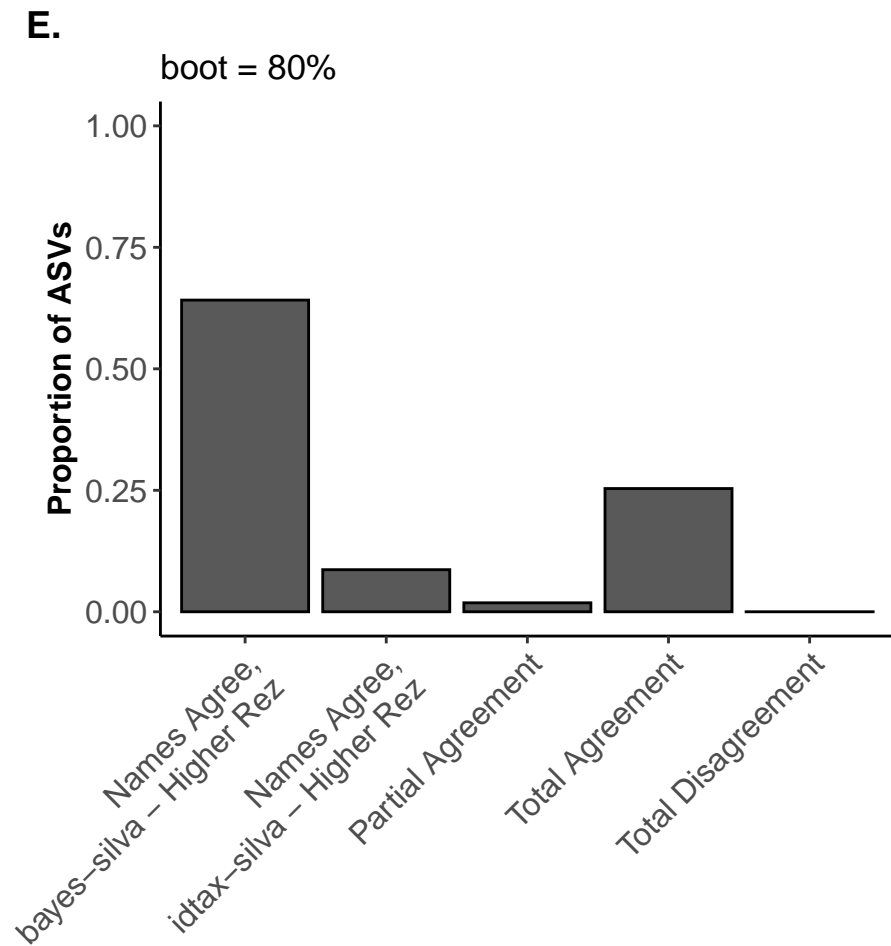 E.
boot = 80%
Proportion of ASVs
1.00
0.75
0.50
0.25
0.00
Names Agree,
bayes−silva − Higher Rez
Names Agree,
idtax−silva − Higher Rez
Partial Agreement
Total Agreement
Total Disagreement